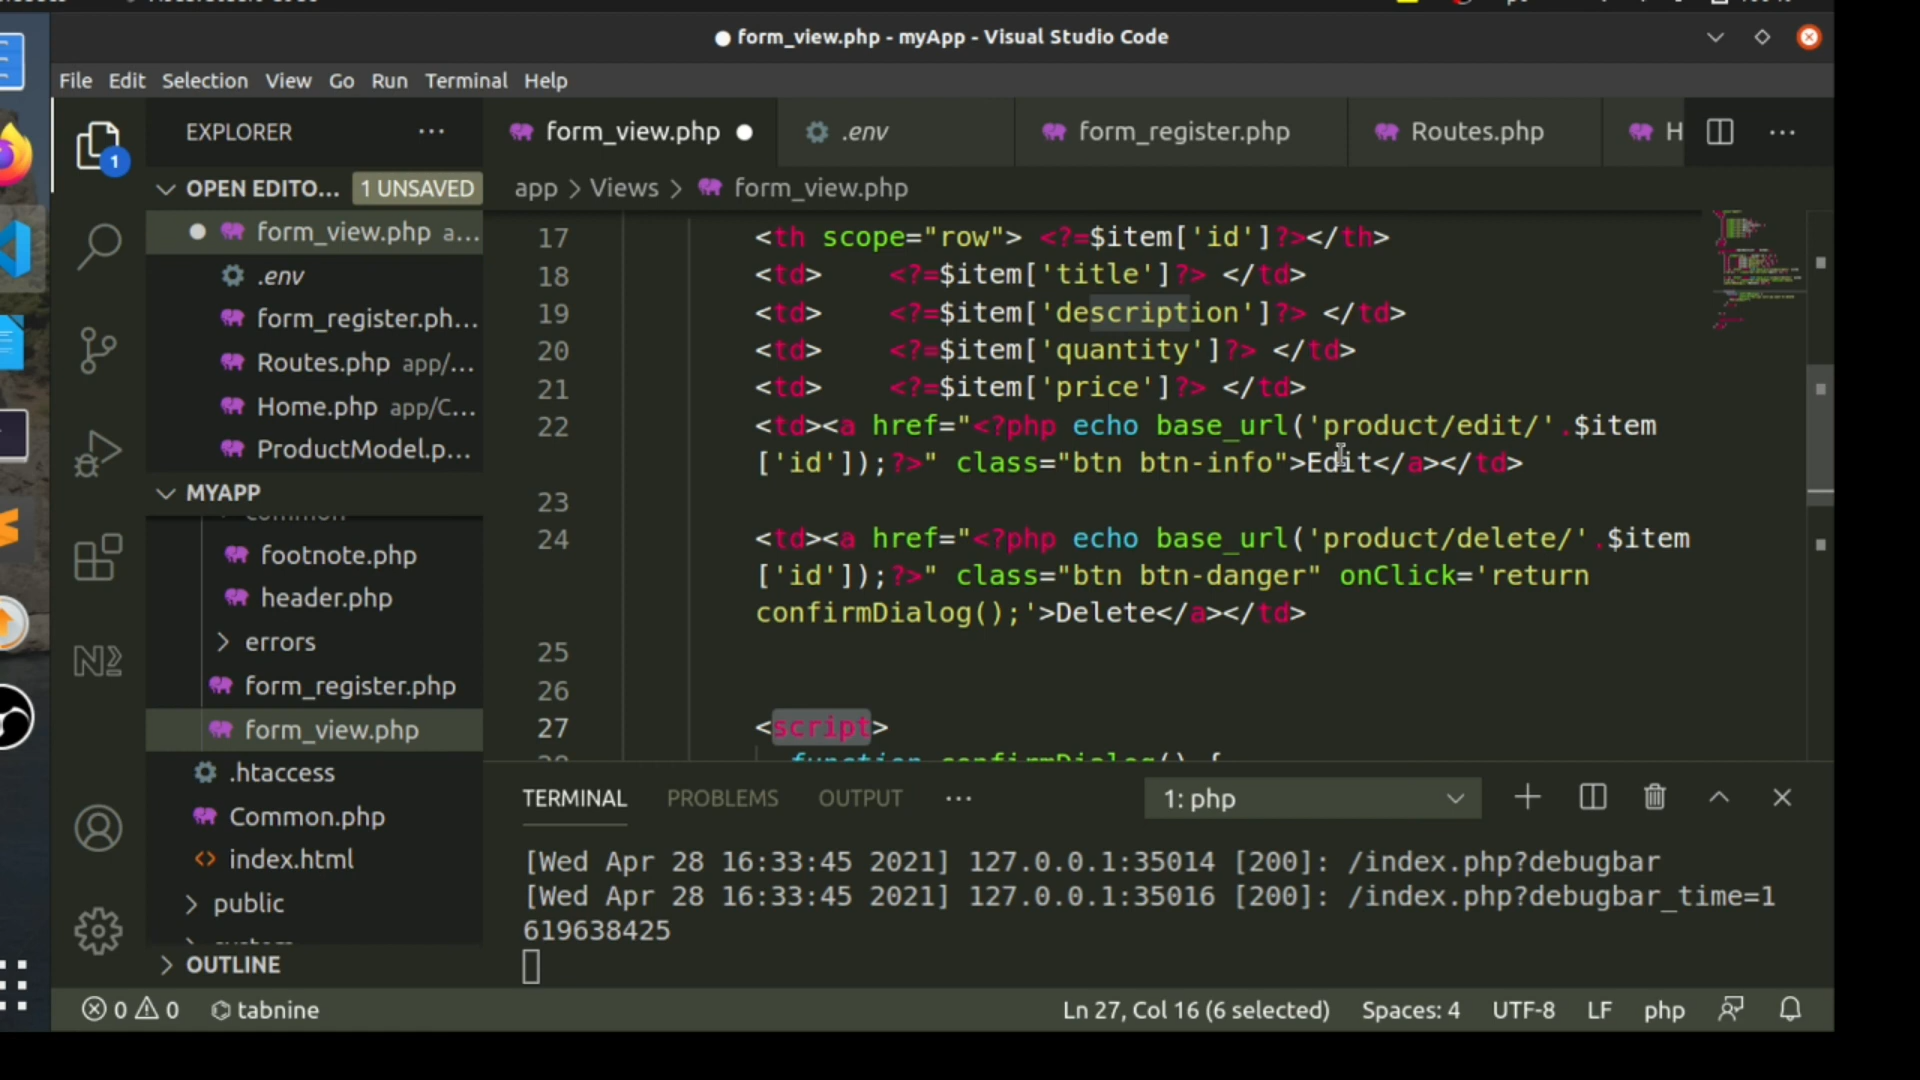 form_view.php - myApp - Visual Studio Code
File Edit Selection View Go Run Terminal Help
EXPLORER
form_view.php
.env
form_register.php
Routes.php
H
OPEN EDITO... 1 UNSAVED
form_view.php a...
.env
form_register.ph...
Routes.php app/...
Home.php app/C...
ProductModel.p...
MYAPP
common
footnote.php
header.php
errors
form_register.php
form_view.php
.htaccess
Common.php
index.html
public
system
OUTLINE
app > Views > form_view.php
17 <th scope="row"> <?=$item['id']?></th>
18 <td> <?=$item['title']?> </td>
19 <td> <?=$item['description']?> </td>
20 <td> <?=$item['quantity']?> </td>
21 <td> <?=$item['price']?> </td>
22 <td><a href="<?php echo base_url('product/edit/'.$item
['id']);?>" class="btn btn-info">Edit</a></td>
23
24 <td><a href="<?php echo base_url('product/delete/'.$item
['id']);?>" class="btn btn-danger" onClick='return
confirmDialog();'>Delete</a></td>
25
26
27 <script>
28 function confirmDialog() {
TERMINAL PROBLEMS OUTPUT ... 1: php
[Wed Apr 28 16:33:45 2021] 127.0.0.1:35014 [200]: /index.php?debugbar
[Wed Apr 28 16:33:45 2021] 127.0.0.1:35016 [200]: /index.php?debugbar_time=1
619638425
0 0 tabnine Ln 27, Col 16 (6 selected) Spaces: 4 UTF-8 LF php